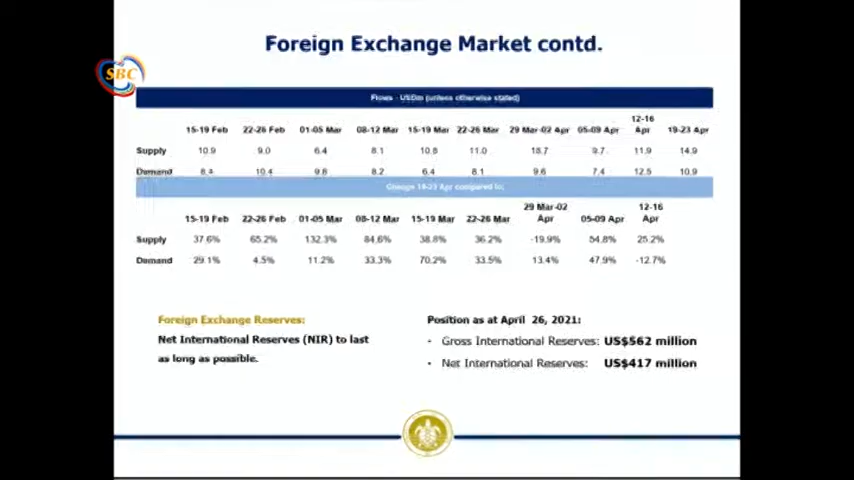 Foreign Exchange Market contd.
SBC
Flows - USDm (unless otherwise stated)
15-19 Feb 22-26 Feb 01-05 Mar 08-12 Mar 15-19 Mar 22-26 Mar 29 Mar-02 Apr 05-09 Apr 12-16 Apr 19-23 Apr
Supply 10.9 9.0 6.4 8.1 10.8 11.0 18.7 9.7 11.9 14.9
Demand 8.4 10.4 9.8 8.2 6.4 8.1 9.6 7.4 12.5 10.9
Change 19-23 Apr compared to:
15-19 Feb 22-26 Feb 01-05 Mar 08-12 Mar 15-19 Mar 22-26 Mar 29 Mar-02 Apr 05-09 Apr 12-16 Apr
Supply 37.6% 65.2% 132.3% 84.6% 38.8% 36.2% -19.9% 54.8% 25.2%
Demand 29.1% 4.5% 11.2% 33.3% 70.2% 33.5% 13.4% 47.9% -12.7%
Foreign Exchange Reserves:
Net International Reserves (NIR) to last
as long as possible.
Position as at April 26, 2021:
- Gross International Reserves: US$562 million
- Net International Reserves: US$417 million